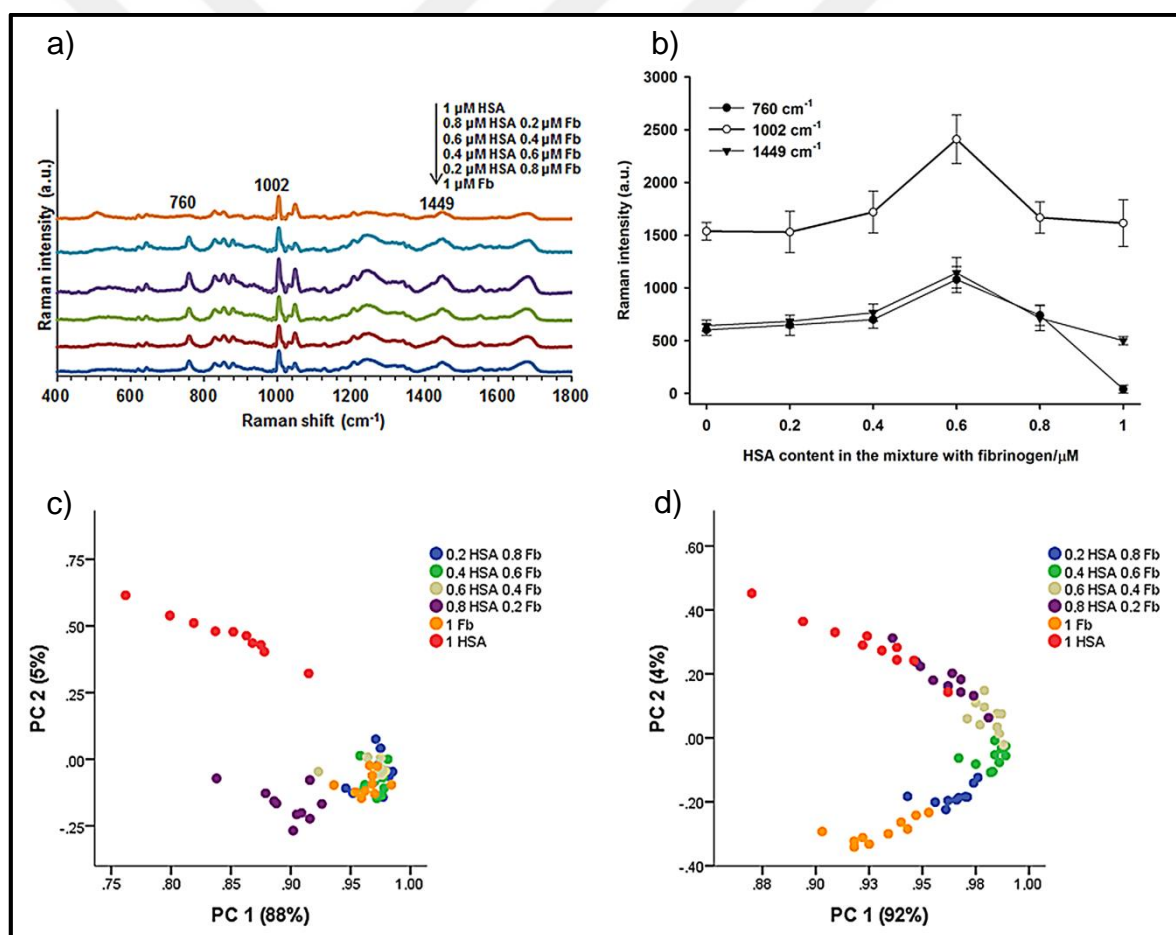 a)
1 µM HSA
0.8 µM HSA 0.2 µM Fb
0.6 µM HSA 0.4 µM Fb
0.4 µM HSA 0.6 µM Fb
0.2 µM HSA 0.8 µM Fb
1 µM Fb
760
1002
1449
Raman intensity (a.u.)
400 600 800 1000 1200 1400 1600 1800
Raman shift (cm⁻¹)
b)
3000
2500
2000
1500
1000
500
0
760 cm⁻¹
1002 cm⁻¹
1449 cm⁻¹
Raman intensity (a.u.)
0 0.2 0.4 0.6 0.8 1
HSA content in the mixture with fibrinogen/µM
c)
.75
.50
.25
.00
-.25
PC 2 (5%)
0.2 HSA 0.8 Fb
0.4 HSA 0.6 Fb
0.6 HSA 0.4 Fb
0.8 HSA 0.2 Fb
1 Fb
1 HSA
.75 .80 .85 .90 .95 1.00
PC 1 (88%)
d)
.60
.40
.20
.00
-.20
-.40
PC 2 (4%)
0.2 HSA 0.8 Fb
0.4 HSA 0.6 Fb
0.6 HSA 0.4 Fb
0.8 HSA 0.2 Fb
1 Fb
1 HSA
.88 .90 .93 .95 .98 1.00
PC 1 (92%)